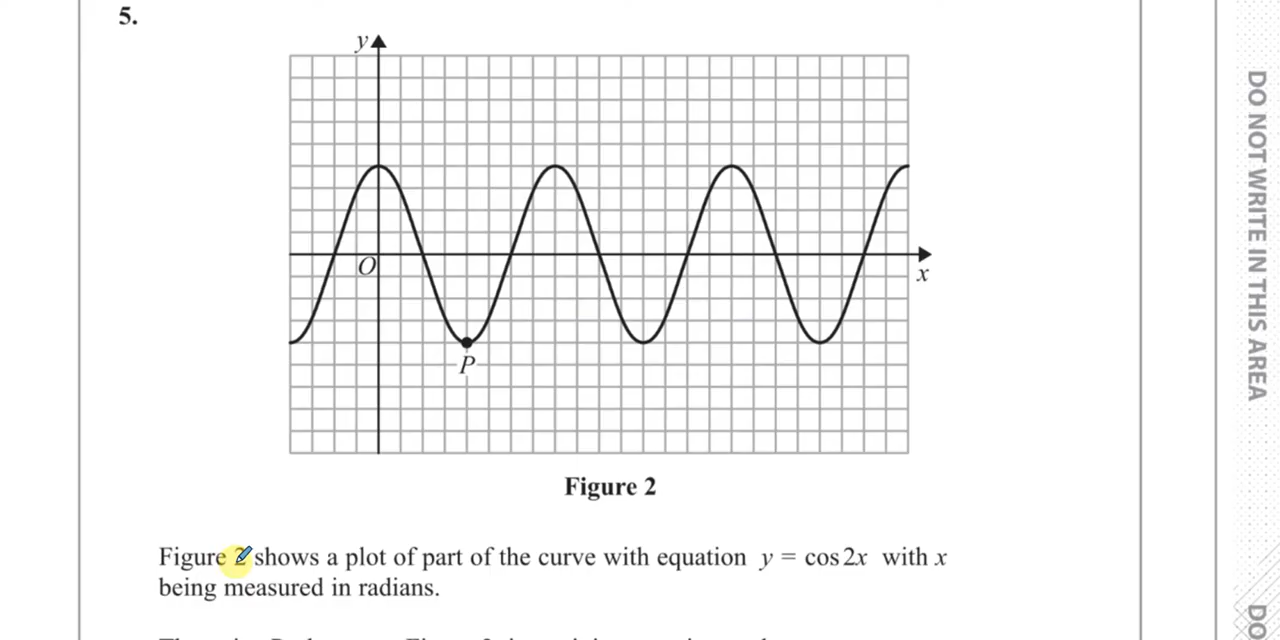 5.
y
O
x
P
Figure 2
Figure 2 shows a plot of part of the curve with equation y = cos 2x with x
being measured in radians.
DO NOT WRITE IN THIS AREA
DO